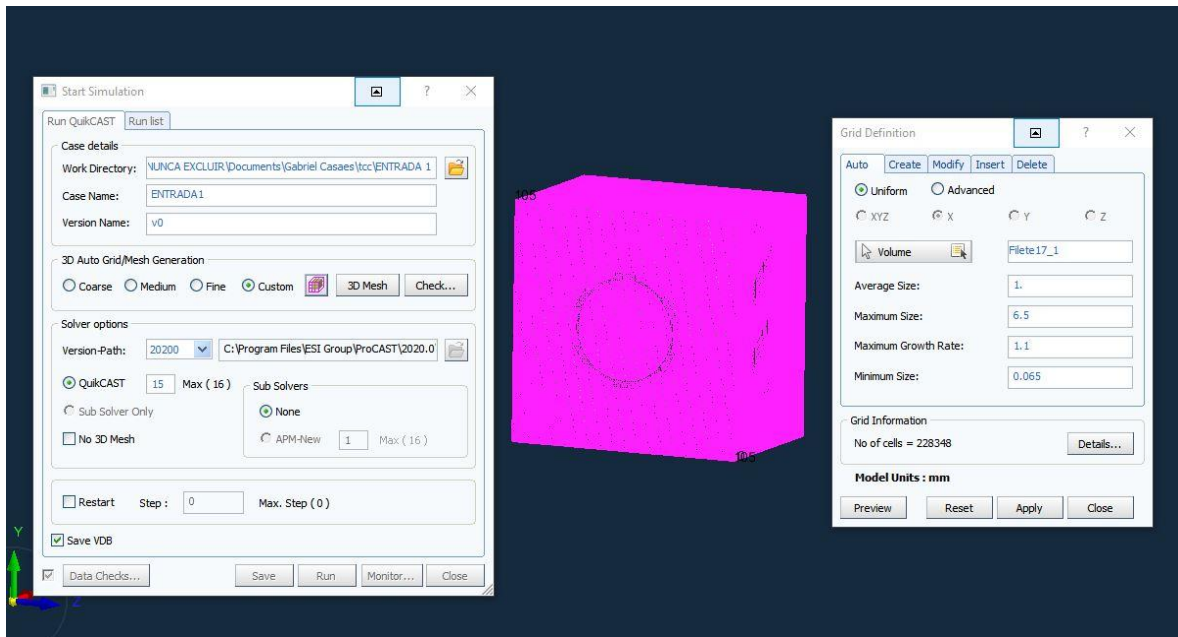 Start Simulation ?
Run QuikCAST Run list
Case details
Work Directory: NUNCA EXCLUIR\Documents\Gabriel Casaes\tcc\ENTRADA 1
Case Name: ENTRADA1
Version Name: v0
3D Auto Grid/Mesh Generation
Coarse Medium Fine Custom 3D Mesh Check...
Solver options
Version-Path: 20200 C:\Program Files\ESI Group\ProCAST\2020.0
QuikCAST 15 Max ( 16 )
Sub Solvers
Sub Solver Only
None
No 3D Mesh
APM-New 1 Max ( 16 )
Restart Step : 0 Max. Step ( 0 )
Save VDB
Data Checks... Save Run Monitor... Close
Y
Z
105
105
Grid Definition ?
Auto Create Modify Insert Delete
Uniform Advanced
XYZ X Y Z
Volume Filete17_1
Average Size: 1.
Maximum Size: 6.5
Maximum Growth Rate: 1.1
Minimum Size: 0.065
Grid Information
No of cells = 228348 Details...
Model Units : mm
Preview Reset Apply Close